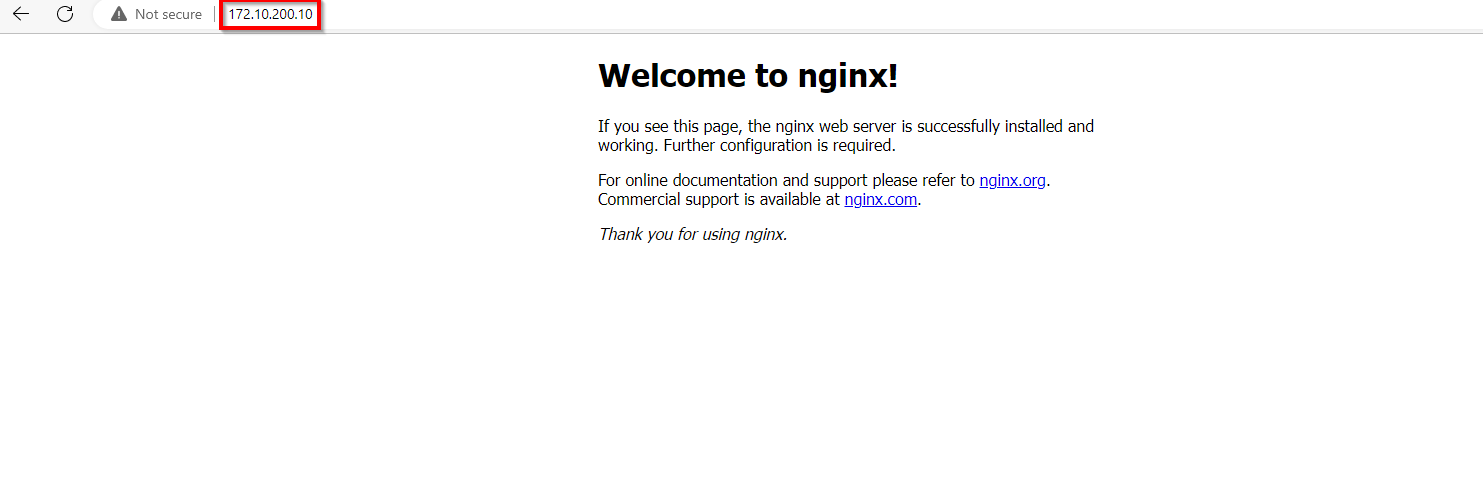 Not secure | 172.10.200.10
Welcome to nginx!
If you see this page, the nginx web server is successfully installed and
working. Further configuration is required.
For online documentation and support please refer to nginx.org.
Commercial support is available at nginx.com.
Thank you for using nginx.